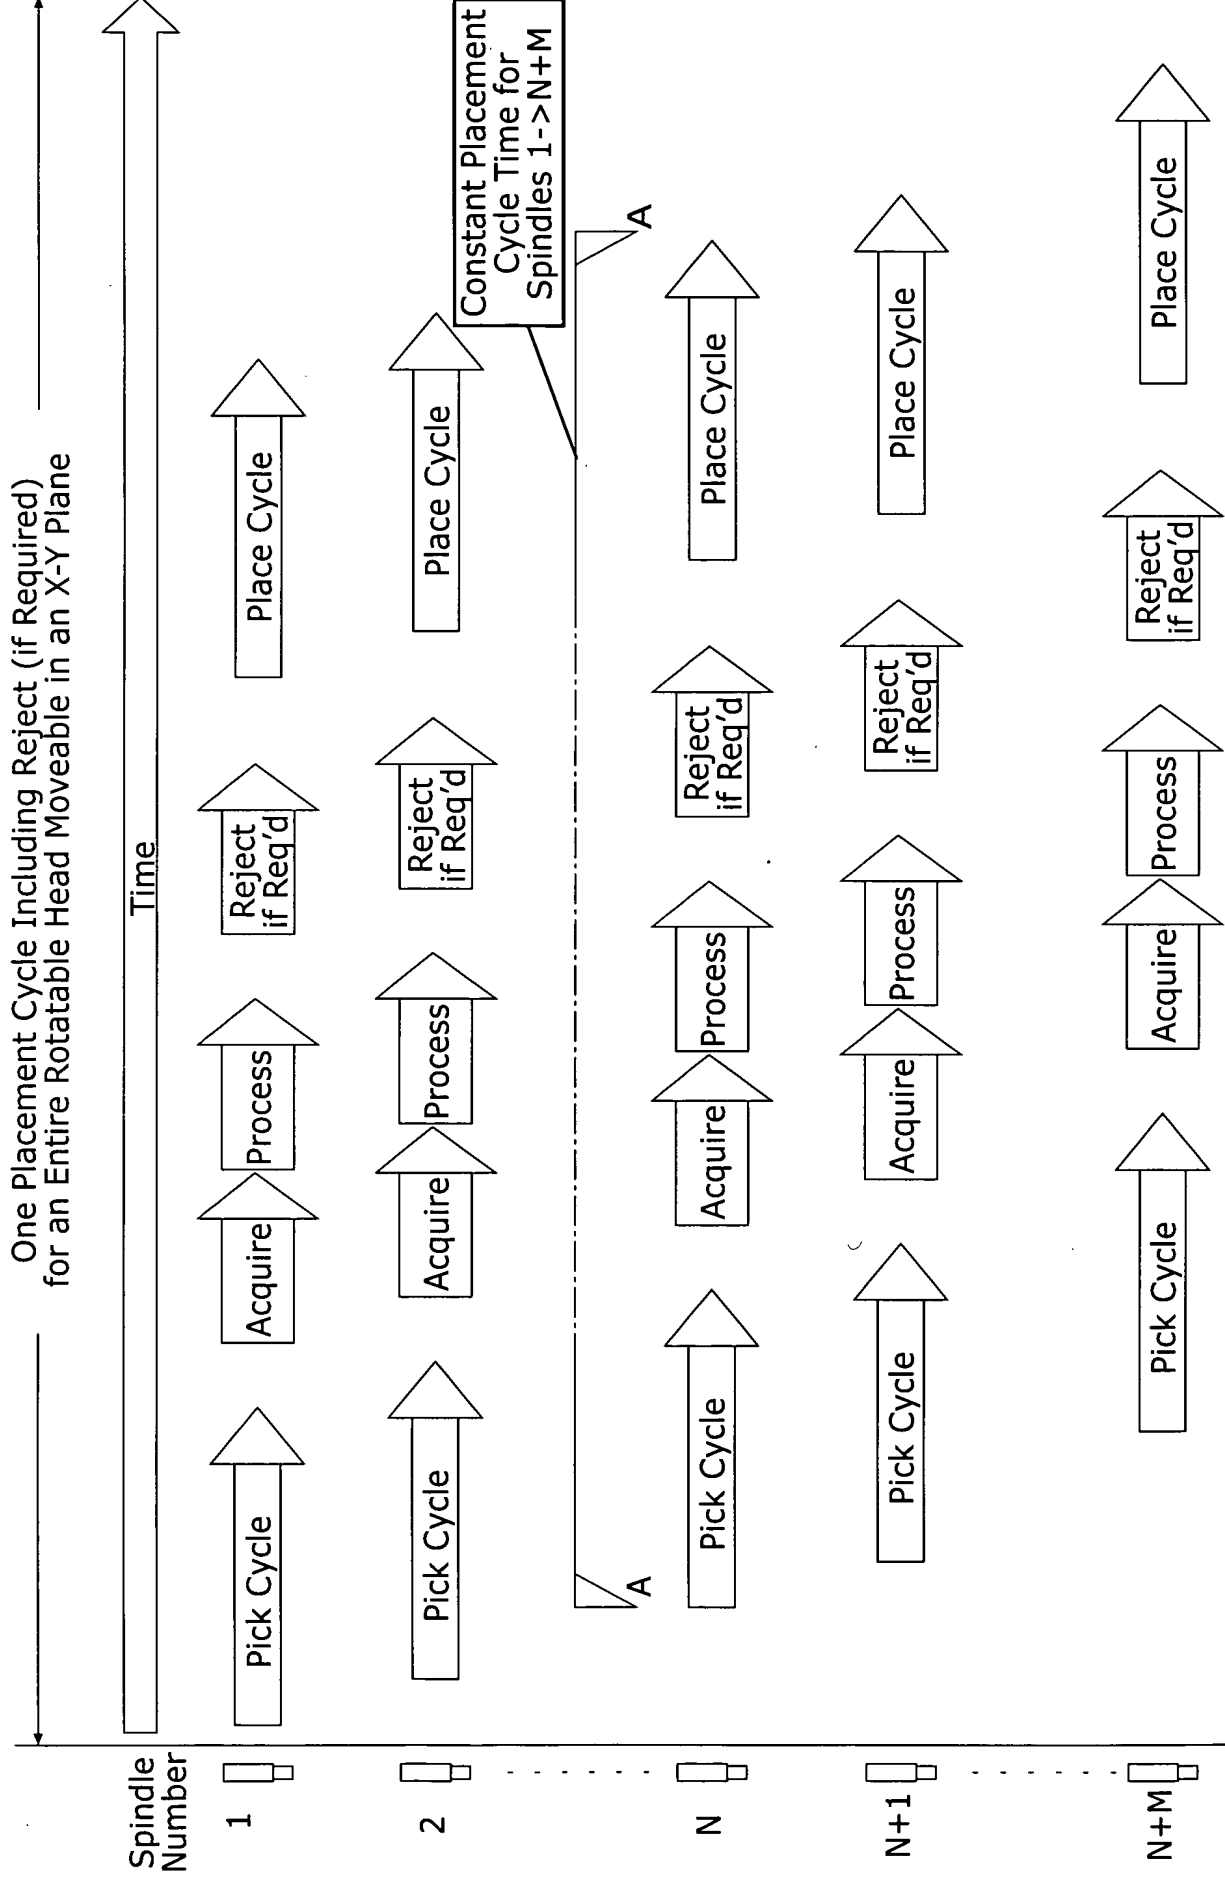 One Placement Cycle Including Reject (if Required)
for an Entire Rotatable Head Moveable in an X-Y Plane
Time
Spindle
Number
1
Pick Cycle
Acquire
Process
Reject
if Req'd
Place Cycle
2
Pick Cycle
Acquire
Process
Reject
if Req'd
Place Cycle
Constant Placement
Cycle Time for
Spindles 1->N+M
A
A
N
Pick Cycle
Acquire
Process
Reject
if Req'd
Place Cycle
N+1
Pick Cycle
Acquire
Process
Reject
if Req'd
Place Cycle
N+M
Pick Cycle
Acquire
Process
Reject
if Req'd
Place Cycle